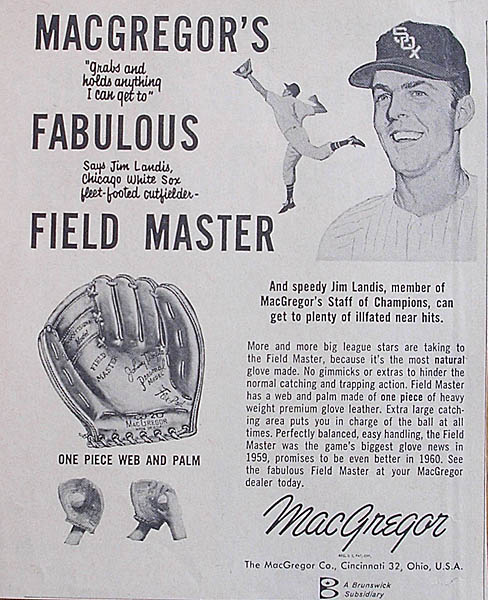 MACGREGOR'S
"Grabs and
holds anything
I can get to"
FABULOUS
Says Jim Landis,
Chicago White Sox
fleet-footed outfielder-
FIELD MASTER
SOX
And speedy Jim Landis, member of
MacGregor's Staff of Champions, can
get to plenty of illfated near hits.
More and more big league stars are taking to
the Field Master, because it's the most natural
glove made. No gimmicks or extras to hinder the
normal catching and trapping action. Field Master
has a web and palm made of one piece of heavy
weight premium glove leather. Extra large catch-
ing area puts you in charge of the ball at all
times. Perfectly balanced, easy handling, the Field
Master was the game's biggest glove news in
1959, promises to be even better in 1960. See
the fabulous Field Master at your MacGregor
dealer today.
FIELD
MASTER
MACGREGOR
ONE PIECE WEB AND PALM
MacGregor
REG. U.S. PAT. OFF.
The MacGregor Co., Cincinnati 32, Ohio, U.S.A.
B A Brunswick
Subsidiary